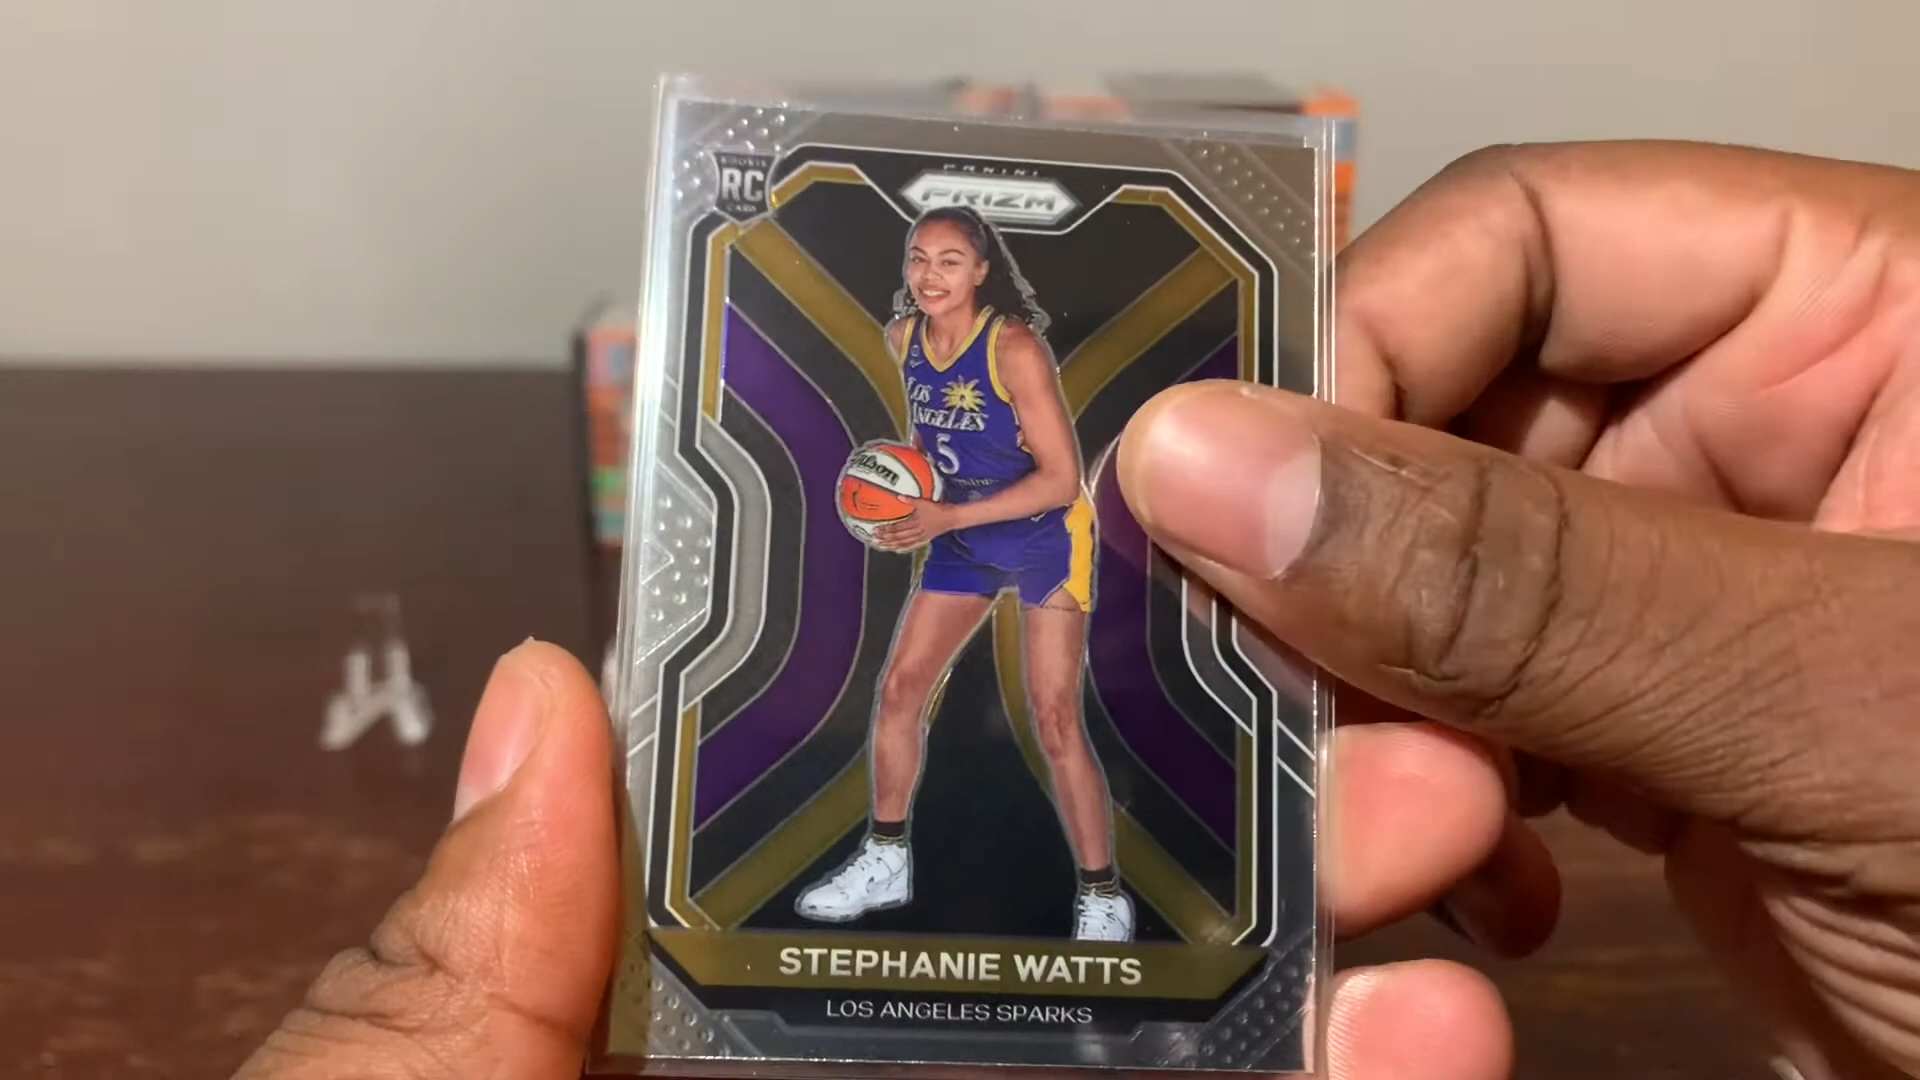 ROOKIE
RC
CARD
PANINI
PRIZM
LOS
ANGELES
5
Wilson
STEPHANIE WATTS
LOS ANGELES SPARKS